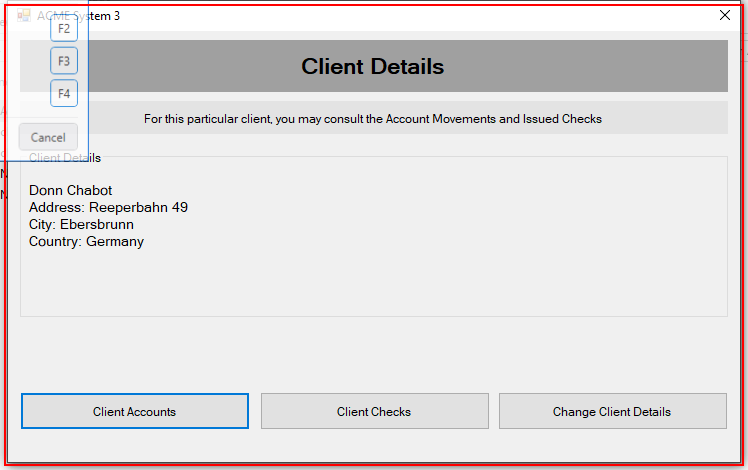 ACME System 3
F2
Client Details
F3
F4
For this particular client, you may consult the Account Movements and Issued Checks
Cancel
Client Details
Donn Chabot
Address: Reeperbahn 49
City: Ebersbrunn
Country: Germany
Client Accounts
Client Checks
Change Client Details